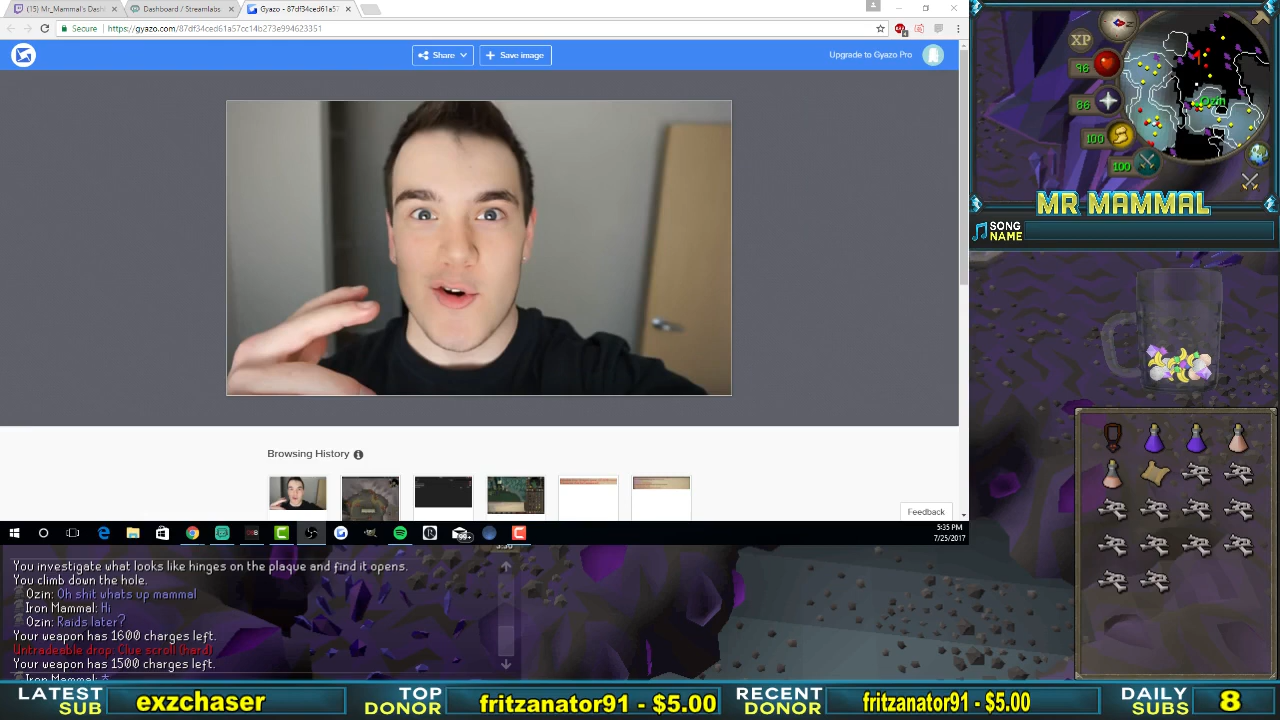 (15) Mr_Mammal's Dash
Dashboard / Streamlabs
Gyazo - 87df34ced61a57
Secure
https://gyazo.com/87df34ced61a57cc14b273e994623351
Share
Save image
Upgrade to Gyazo Pro
XP
96
86
100
100
Ozin
MR MAMMAL
SONG NAME
Browsing History
Feedback
99+
5:35 PM
7/25/2017
You investigate what looks like hinges on the plaque and find it opens.
You climb down the hole.
Ozin: Oh shit whats up mammal
Iron Mammal: Hi
Ozin: Raids later?
Your weapon has 1600 charges left.
Untradeable drop: Clue scroll (hard)
Your weapon has 1500 charges left.
Iron Mammal: *
LATEST SUB
exzchaser
TOP DONOR
fritzanator91 - $5.00
RECENT DONOR
fritzanator91 - $5.00
DAILY SUBS
8